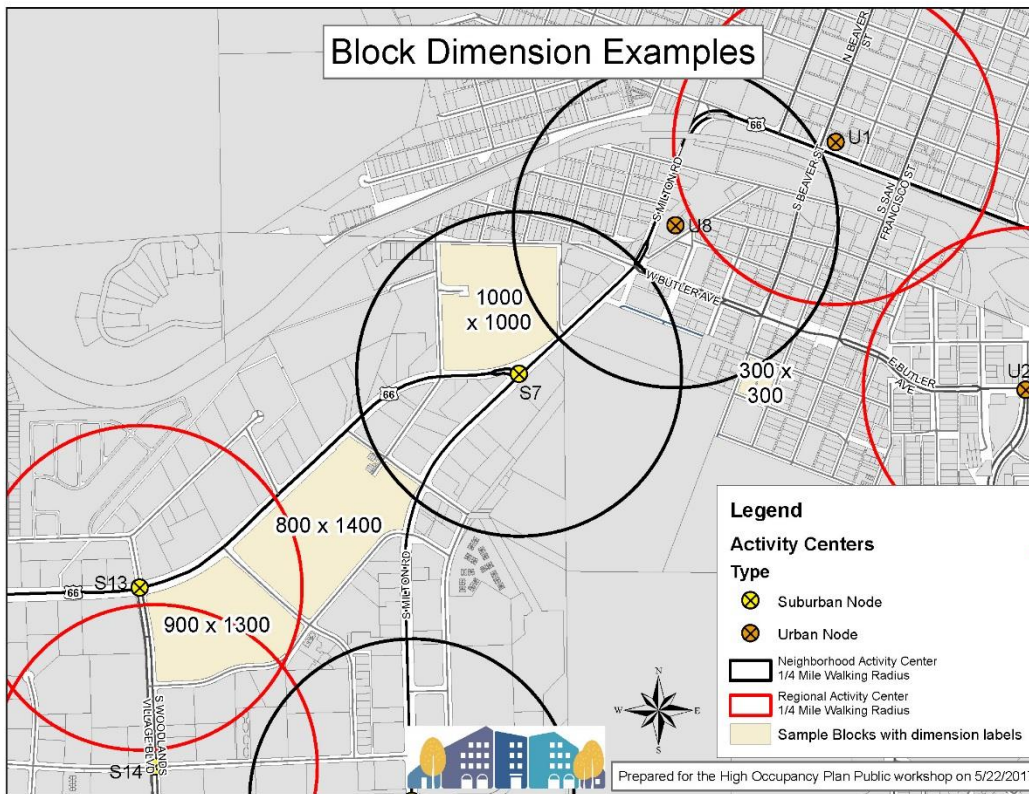 Block Dimension Examples
N BEAVER
ST
66
U1
S MILTON RD
S BEAVER ST
S SAN
FRANCISCO ST
U8
W BUTLER AVE
1000
x 1000
300 x
300
E BUTLER
AVE
U2
S7
66
800 x 1400
S MILTON RD
S13
66
900 x 1300
S WOODLANDS
VILLAGE BLVD
S14
N
W
E
S
Legend
Activity Centers
Type
Suburban Node
Urban Node
Neighborhood Activity Center
1/4 Mile Walking Radius
Regional Activity Center
1/4 Mile Walking Radius
Sample Blocks with dimension labels
Prepared for the High Occupancy Plan Public workshop on 5/22/2017